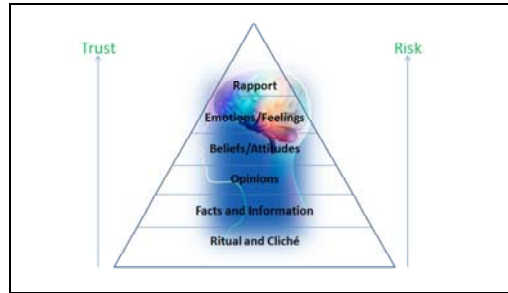 Trust
Risk
Rapport
Emotions/Feelings
Beliefs/Attitudes
Opinions
Facts and Information
Ritual and Cliché